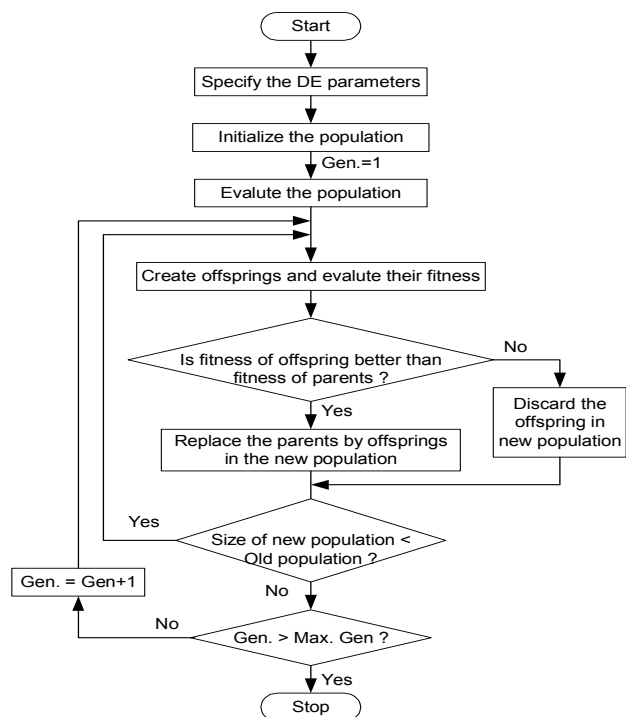 Start
Specify the DE parameters
Initialize the population
Gen.=1
Evalute the population
Create offsprings and evalute their fitness
Is fitness of offspring better than
fitness of parents ?
No
Yes
Discard the
offspring in
new population
Replace the parents by offsprings
in the new population
Yes
Size of new population <
Old population ?
Gen. = Gen+1
No
No
Gen. > Max. Gen ?
Yes
Stop